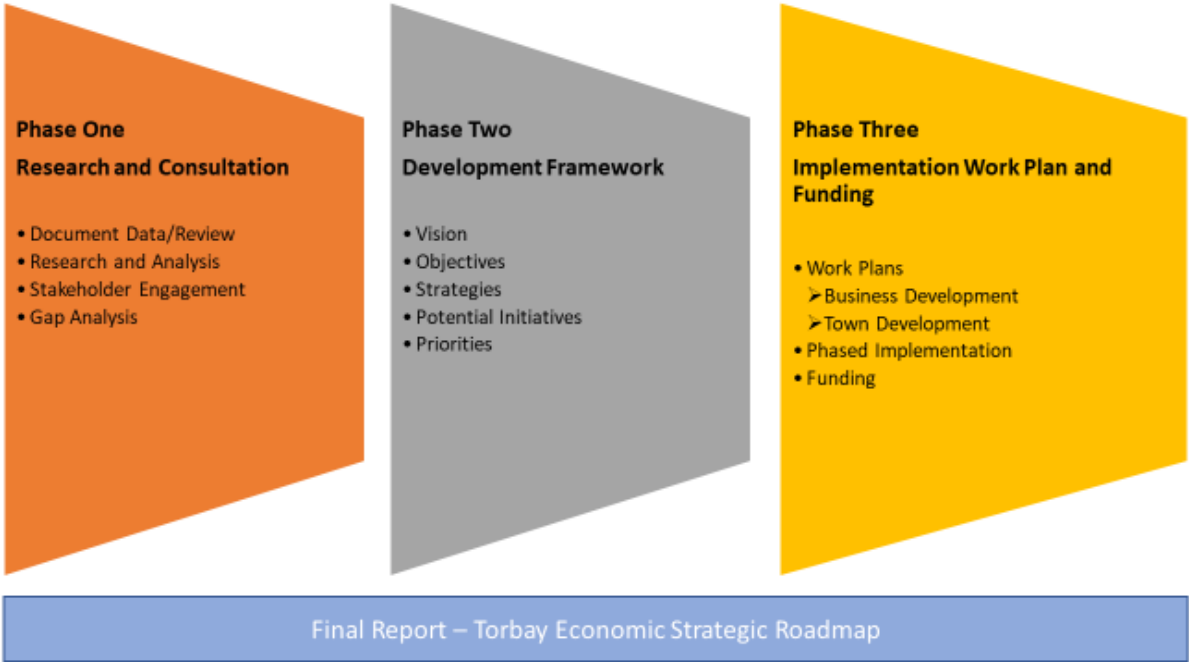 Phase One
Research and Consultation
• Document Data/Review
• Research and Analysis
• Stakeholder Engagement
• Gap Analysis
Phase Two
Development Framework
• Vision
• Objectives
• Strategies
• Potential Initiatives
• Priorities
Phase Three
Implementation Work Plan and
Funding
• Work Plans
➢Business Development
➢Town Development
• Phased Implementation
• Funding
Final Report – Torbay Economic Strategic Roadmap